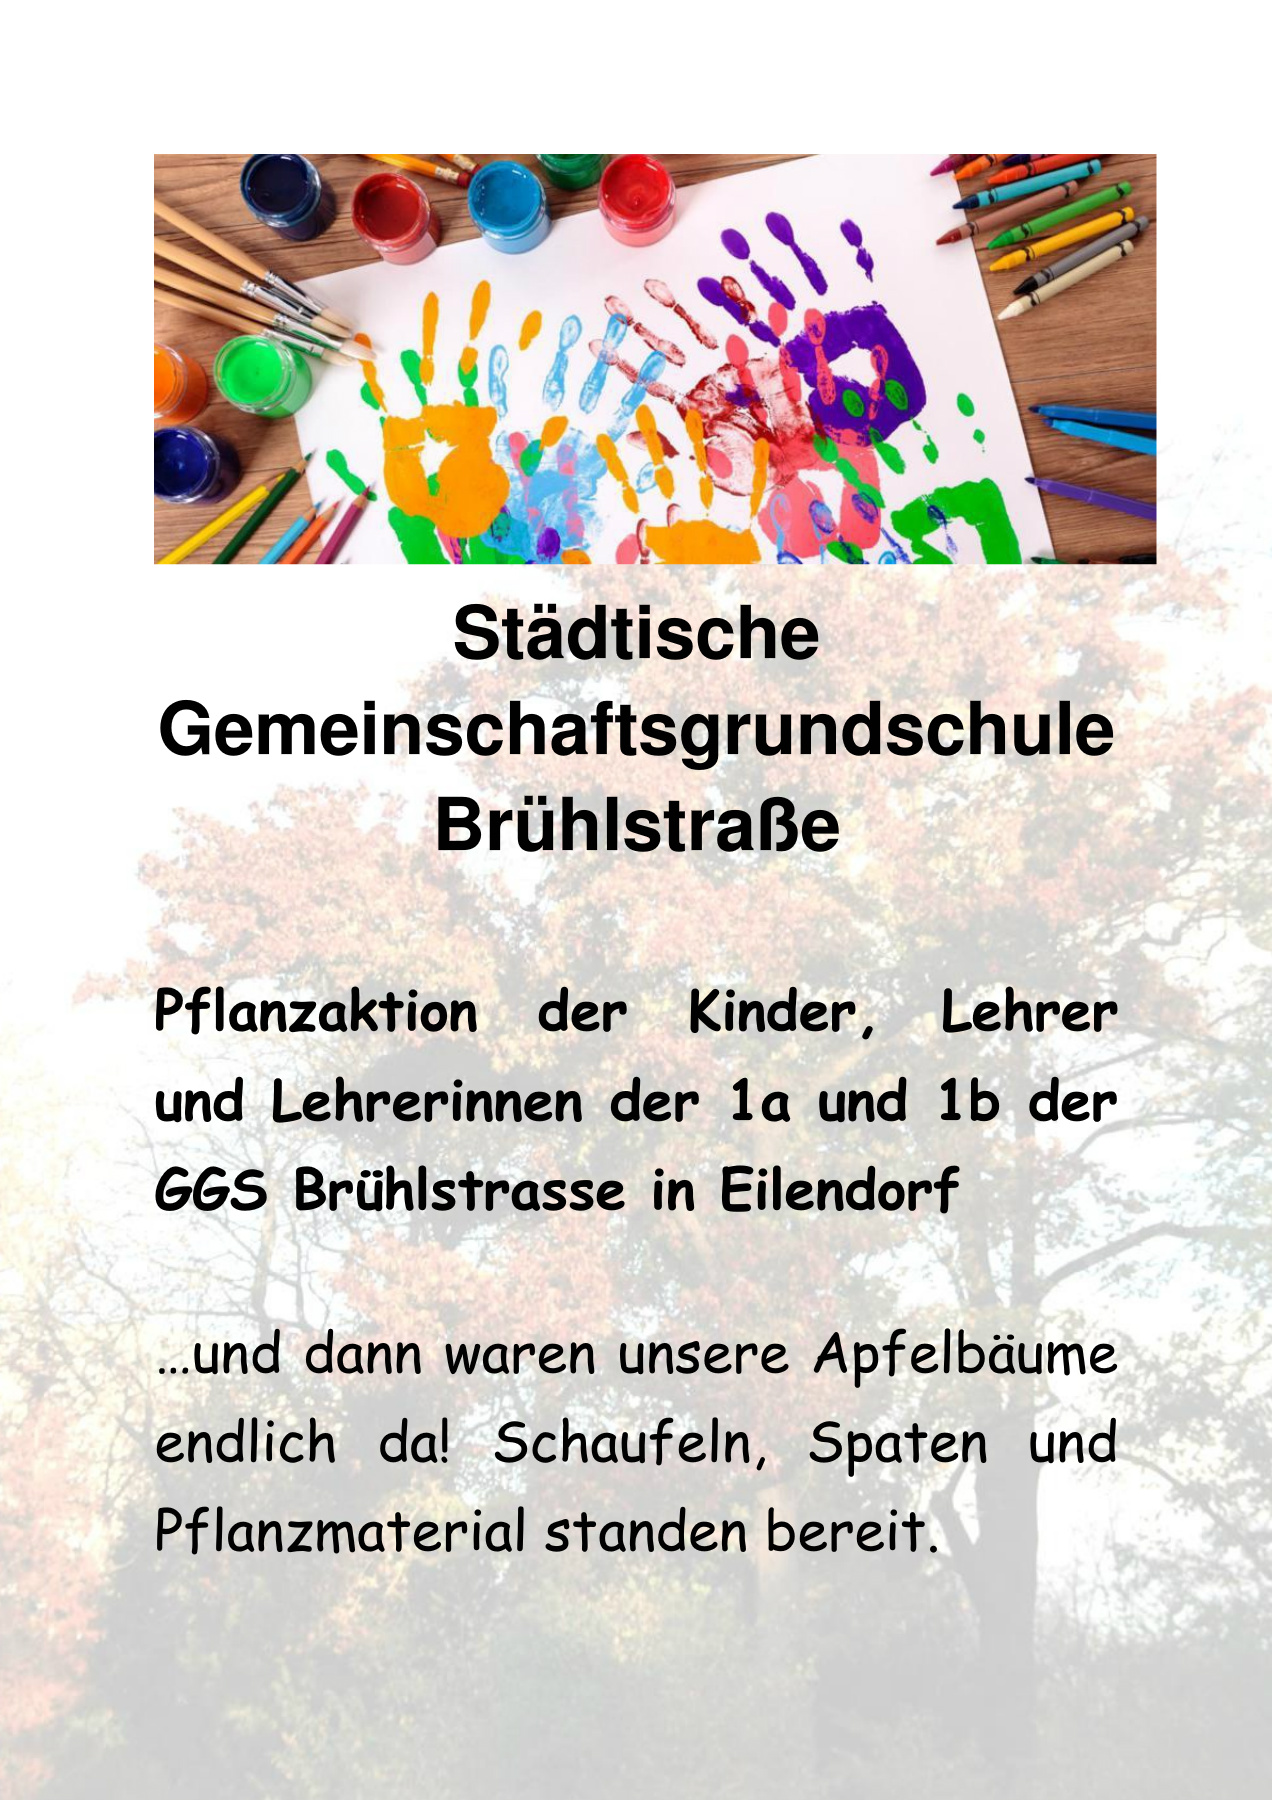 Städtische
Gemeinschaftsgrundschule
Brühlstraße
Pflanzaktion der Kinder, Lehrer
und Lehrerinnen der 1a und 1b der
GGS Brühlstrasse in Eilendorf
…und dann waren unsere Apfelbäume
endlich da! Schaufeln, Spaten und
Pflanzmaterial standen bereit.